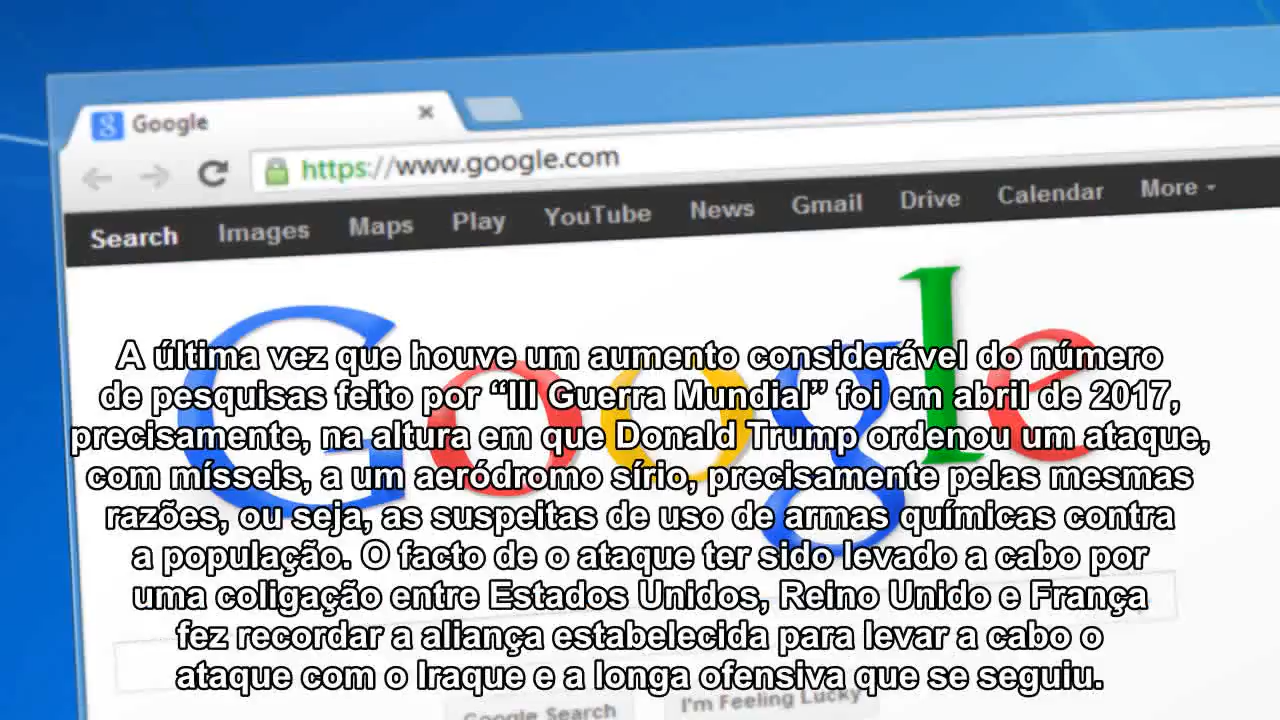 Google
https://www.google.com
Search Images Maps Play YouTube News Gmail Drive Calendar More
Google
A última vez que houve um aumento considerável do número
de pesquisas feito por “III Guerra Mundial” foi em abril de 2017,
precisamente, na altura em que Donald Trump ordenou um ataque,
com mísseis, a um aeródromo sírio, precisamente pelas mesmas
razões, ou seja, as suspeitas de uso de armas químicas contra
a população. O facto de o ataque ter sido levado a cabo por
uma coligação entre Estados Unidos, Reino Unido e França
fez recordar a aliança estabelecida para levar a cabo o
ataque com o Iraque e a longa ofensiva que se seguiu.
Google Search I'm Feeling Lucky